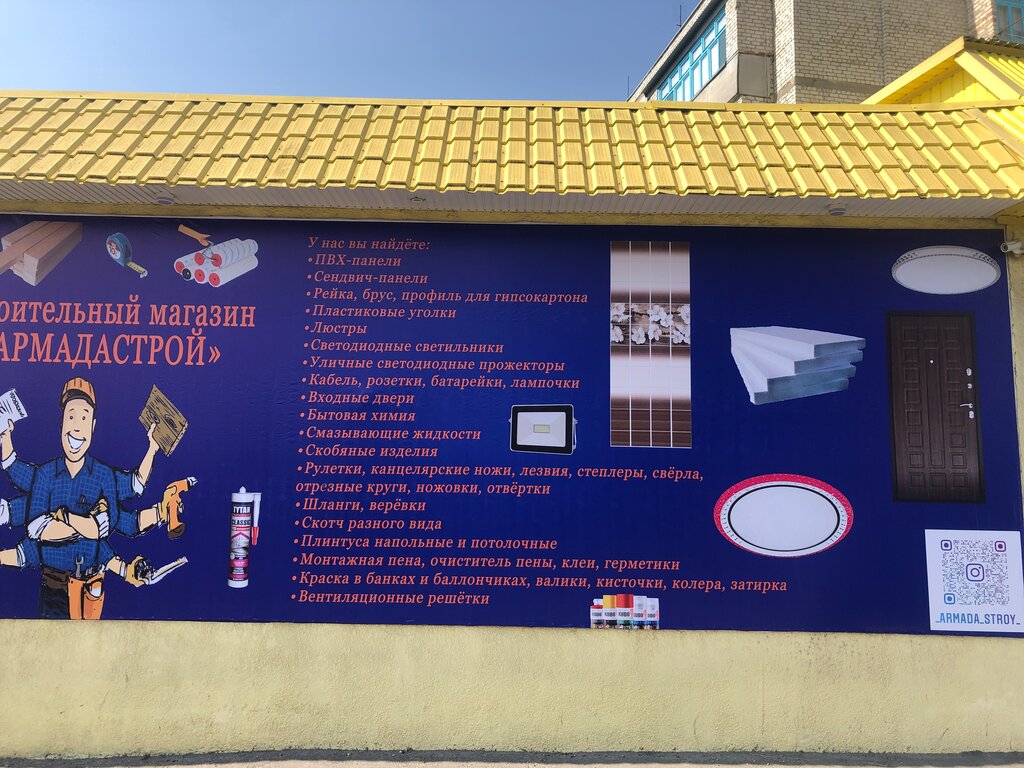 оительный магазин
АРМАДАСТРОЙ»
У нас вы найдёте:
•ПВХ-панели
•Сендвич-панели
•Рейка, брус, профиль для гипсокартона
•Пластиковые уголки
•Люстры
•Светодиодные светильники
•Уличные светодиодные прожекторы
•Кабель, розетки, батарейки, лампочки
•Входные двери
•Бытовая химия
•Смазывающие жидкости
•Скобяные изделия
•Рулетки, канцелярские ножи, лезвия, степлеры, свёрла,
отрезные круги, ножовки, отвёртки
•Шланги, верёвки
•Скотч разного вида
•Плинтуса напольные и потолочные
•Монтажная пена, очиститель пены, клеи, герметики
•Краска в банках и баллончиках, валики, кисточки, колера, затирка
•Вентиляционные решётки
TYTAN
CLASSIC
_ARMADA_STROY_